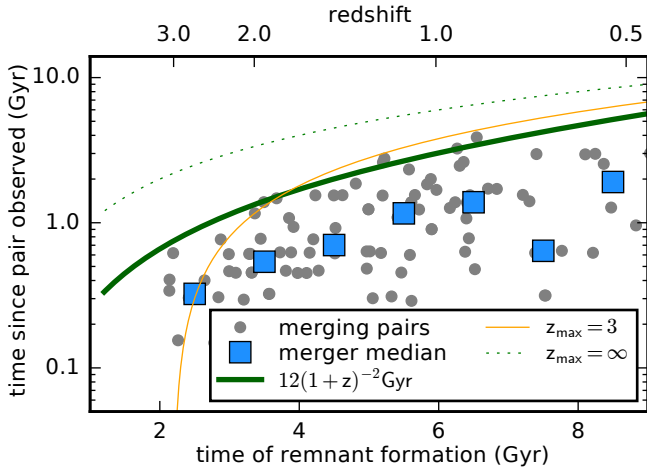 redshift
3.0 2.0 1.0 0.5
10.0
1.0
0.1
time since pair observed (Gyr)
merging pairs
merger median
12(1+z)⁻²Gyr
z_max = 3
z_max = ∞
2 4 6 8
time of remnant formation (Gyr)